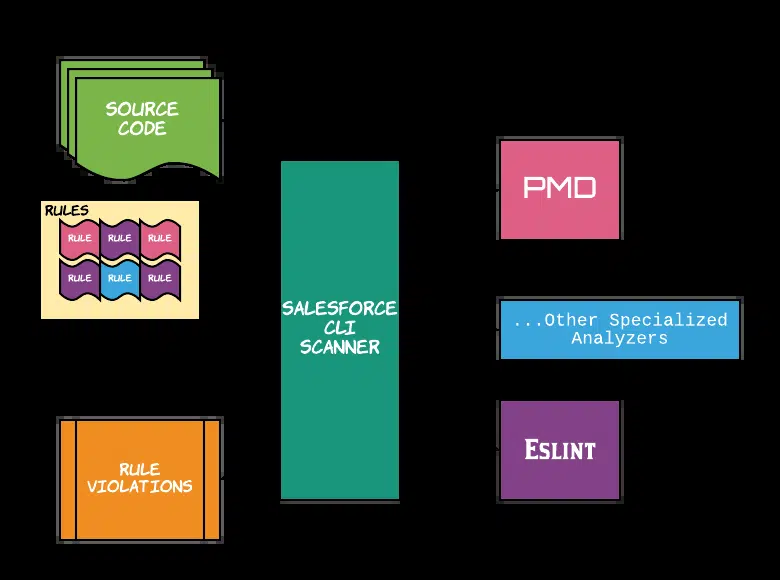 SOURCE
CODE
RULES
RULE RULE RULE
RULE RULE RULE
RULE
VIOLATIONS
SALESFORCE
CLI
SCANNER
PMD
...Other Specialized
Analyzers
ESLINT